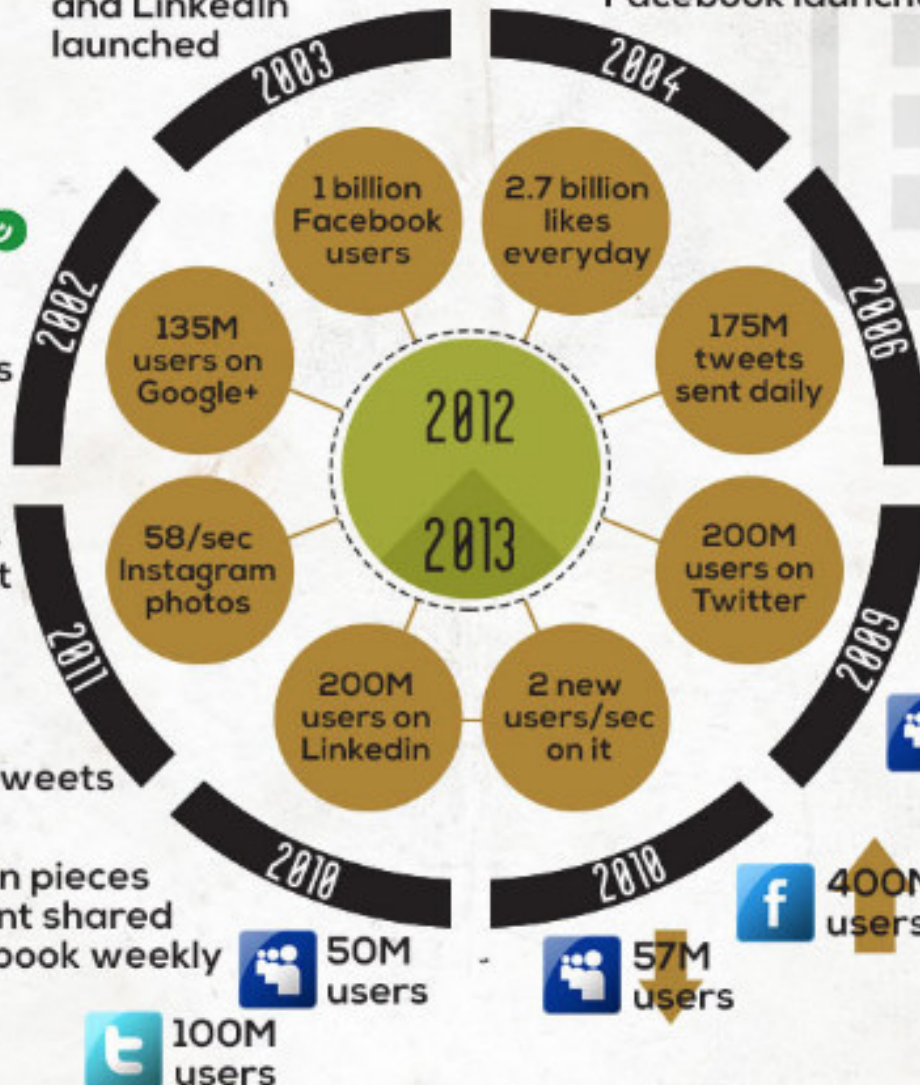 and LinkedIn
launched
2003
2004
1 billion
Facebook
users
2.7 billion
likes
everyday
2002
2006
135M
users on
Google+
175M
tweets
sent daily
2012
2013
58/sec
Instagram
photos
200M
users on
Twitter
2011
2009
200M
users on
Linkedin
2 new
users/sec
on it
weets
2010
2010
n pieces
nt shared
book weekly
50M
users
57M
users
f
400M
users
t
100M
users